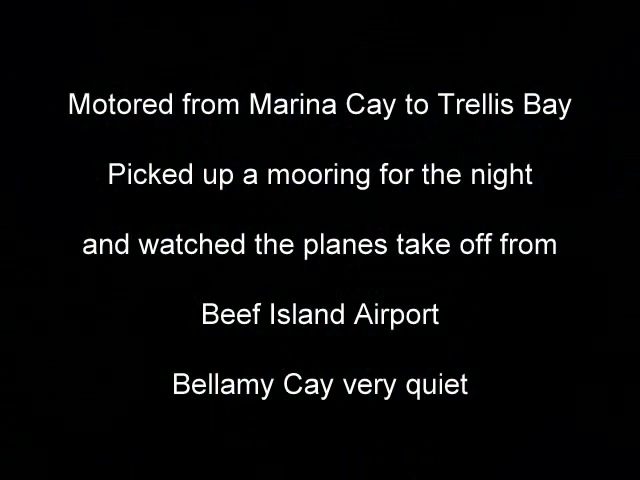 Motored from Marina Cay to Trellis Bay
Picked up a mooring for the night
and watched the planes take off from
Beef Island Airport
Bellamy Cay very quiet